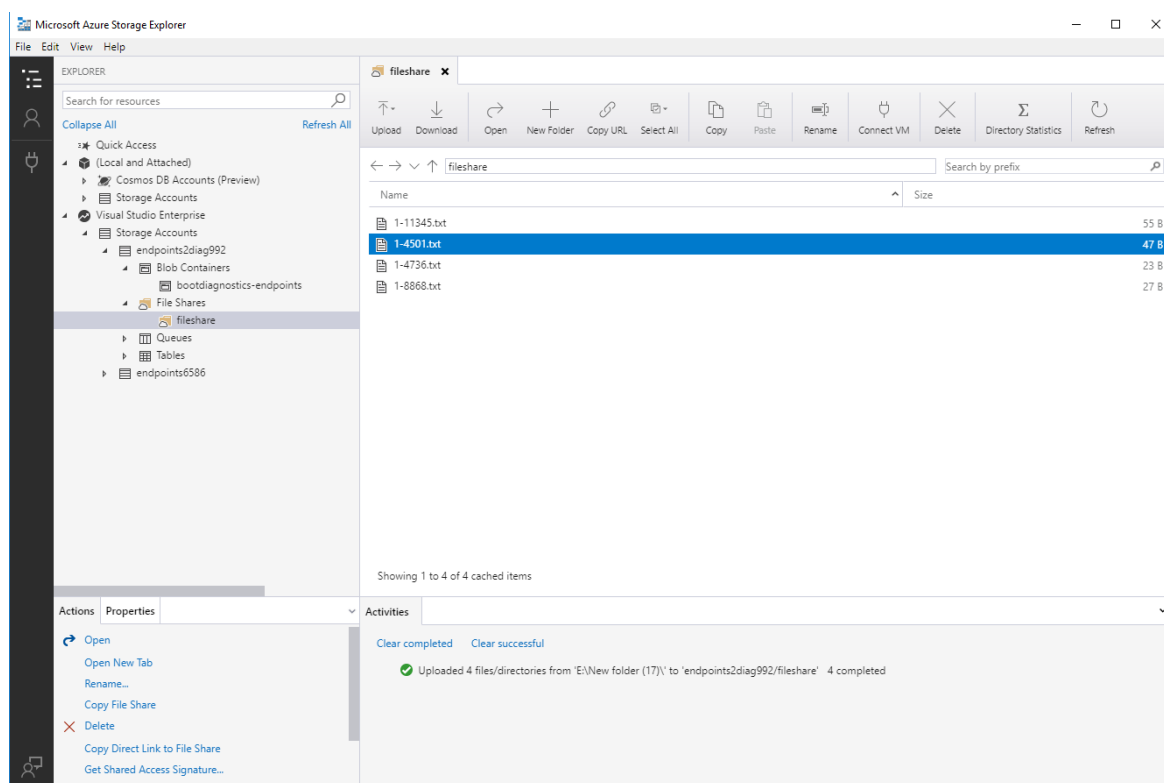 Microsoft Azure Storage Explorer
File Edit View Help
EXPLORER
Search for resources
Collapse All Refresh All
Quick Access
(Local and Attached)
Cosmos DB Accounts (Preview)
Storage Accounts
Visual Studio Enterprise
Storage Accounts
endpoints2diag992
Blob Containers
bootdiagnostics-endpoints
File Shares
fileshare
Queues
Tables
endpoints6586
fileshare
Upload Download Open New Folder Copy URL Select All Copy Paste Rename Connect VM Delete Directory Statistics Refresh
fileshare Search by prefix
Name Size
1-11345.txt 55 B
1-4501.txt 47 B
1-4736.txt 23 B
1-8868.txt 27 B
Showing 1 to 4 of 4 cached items
Actions Properties
Open
Open New Tab
Rename...
Copy File Share
Delete
Copy Direct Link to File Share
Get Shared Access Signature...
Activities
Clear completed Clear successful
Uploaded 4 files/directories from 'E:\New folder (17)\' to 'endpoints2diag992/fileshare' 4 completed